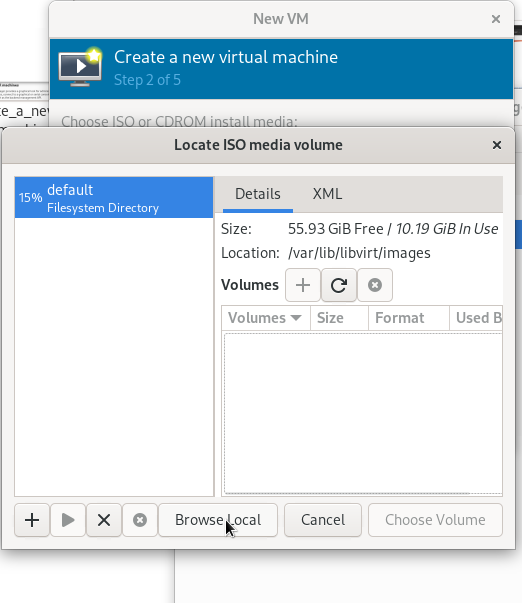 New VM
Create a new virtual machine
Step 2 of 5
Choose ISO or CDROM install media:
Locate ISO media volume
15% default
Filesystem Directory
Details XML
Size: 55.93 GiB Free / 10.19 GiB In Use
Location: /var/lib/libvirt/images
Volumes
Volumes Size Format Used B
Browse Local Cancel Choose Volume